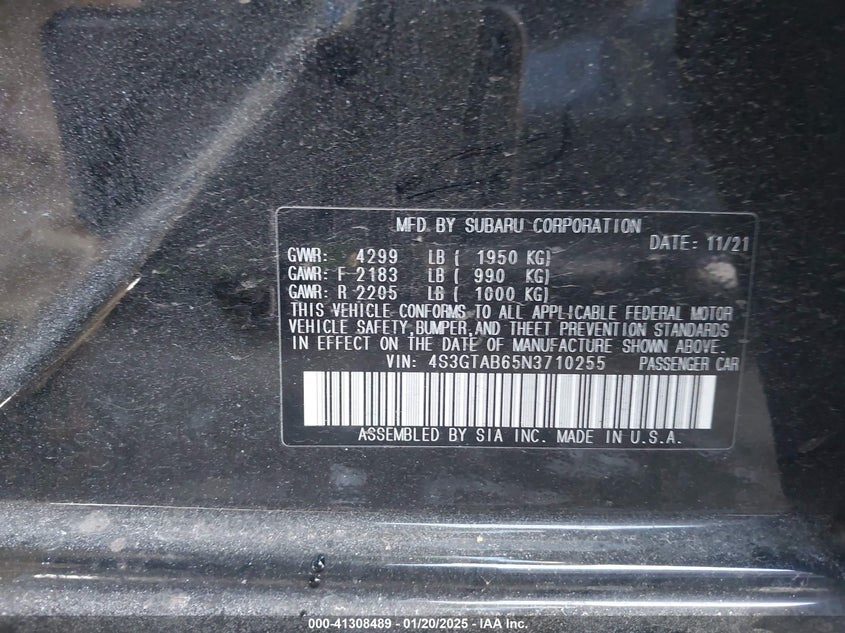 MFD BY SUBARU CORPORATION
DATE: 11/21
GVWR: 4299 LB ( 1950 KG)
GAWR: F 2183 LB ( 990 KG)
GAWR: R 2205 LB ( 1000 KG)
THIS VEHICLE CONFORMS TO ALL APPLICABLE FEDERAL MOTOR
VEHICLE SAFETY,BUMPER,AND THEFT PREVENTION STANDARDS
IN EFFECT ON THE DATE OF MANUFACTURE SHOWN ABOVE.
VIN: 4S3GTAB65N3710255 PASSENGER CAR
ASSEMBLED BY SIA INC. MADE IN U.S.A.
000-41308489 - 01/20/2025 - IAA Inc.